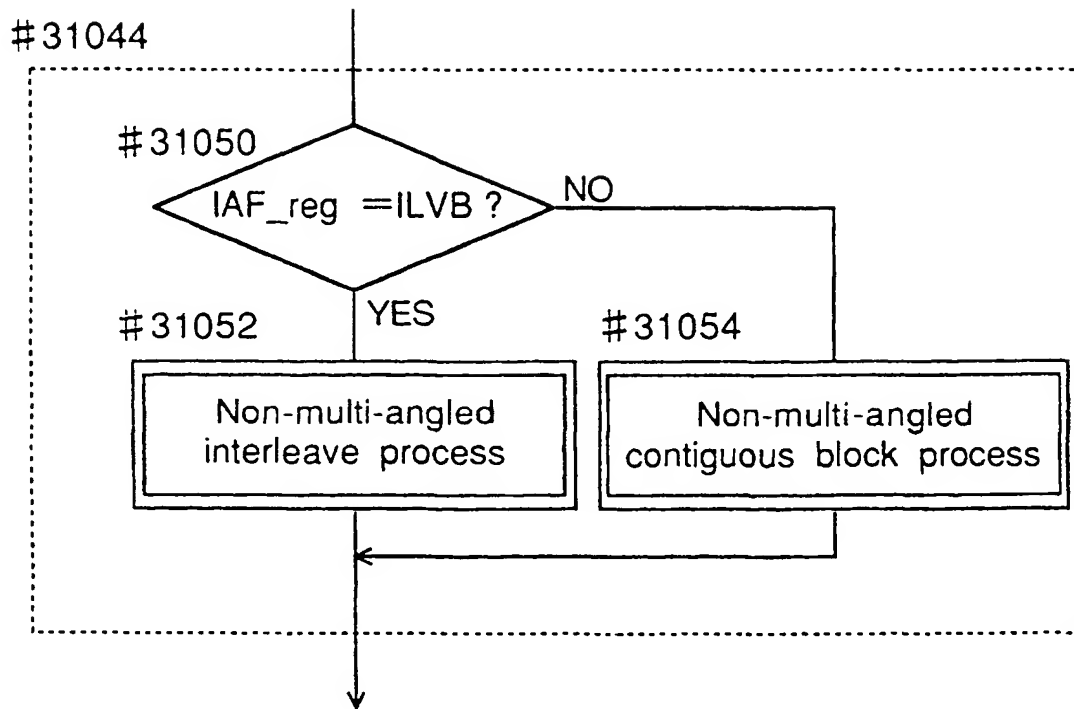 #31044
#31050
IAF_reg =ILVB ?
NO
YES
#31052
#31054
Non-multi-angled
interleave process
Non-multi-angled
contiguous block process